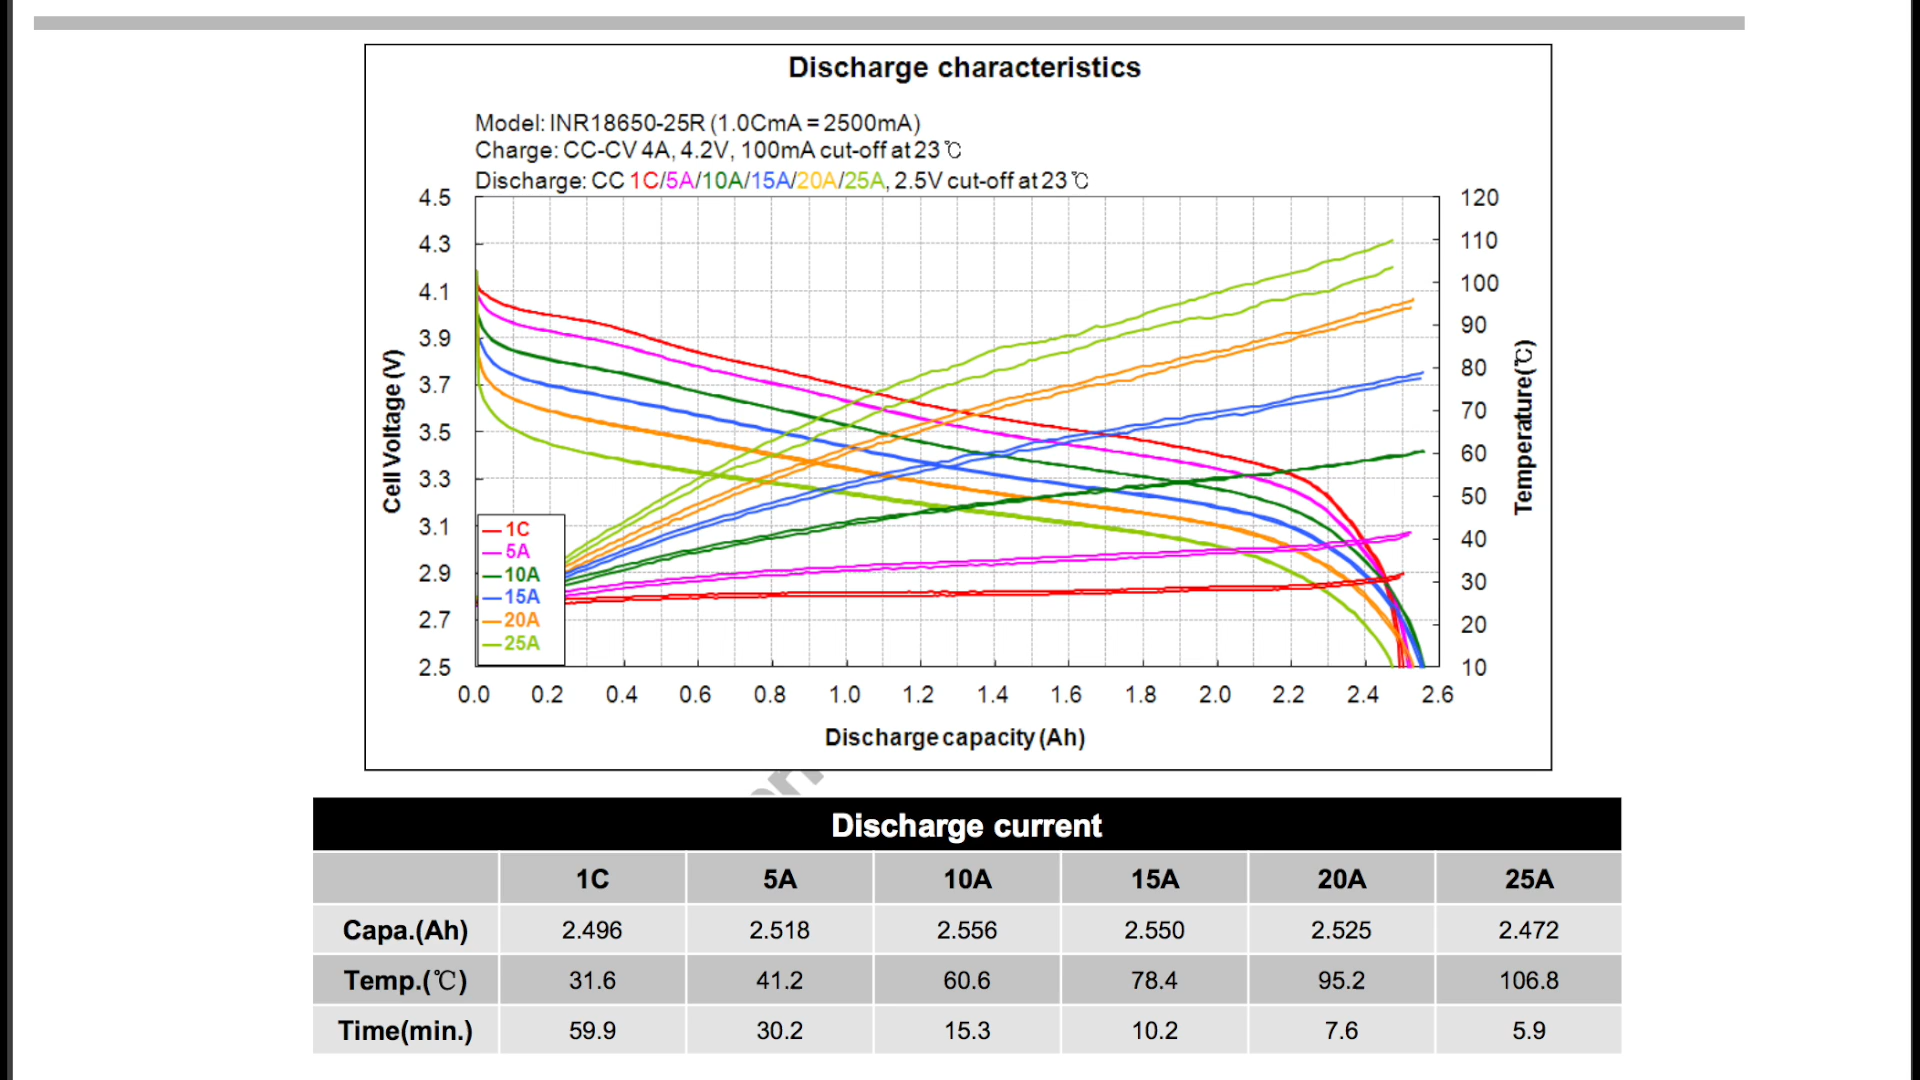 Discharge characteristics
Model: INR18650-25R (1.0CmA = 2500mA)
Charge: CC-CV 4A, 4.2V, 100mA cut-off at 23℃
Discharge: CC 1C/5A/10A/15A/20A/25A, 2.5V cut-off at 23℃
4.5
4.3
4.1
3.9
3.7
3.5
3.3
3.1
2.9
2.7
2.5
Cell Voltage (V)
120
110
100
90
80
70
60
50
40
30
20
10
Temperature(℃)
1C
5A
10A
15A
20A
25A
0.0 0.2 0.4 0.6 0.8 1.0 1.2 1.4 1.6 1.8 2.0 2.2 2.4 2.6
Discharge capacity (Ah)
Discharge current
1C 5A 10A 15A 20A 25A
Capa.(Ah) 2.496 2.518 2.556 2.550 2.525 2.472
Temp.(℃) 31.6 41.2 60.6 78.4 95.2 106.8
Time(min.) 59.9 30.2 15.3 10.2 7.6 5.9